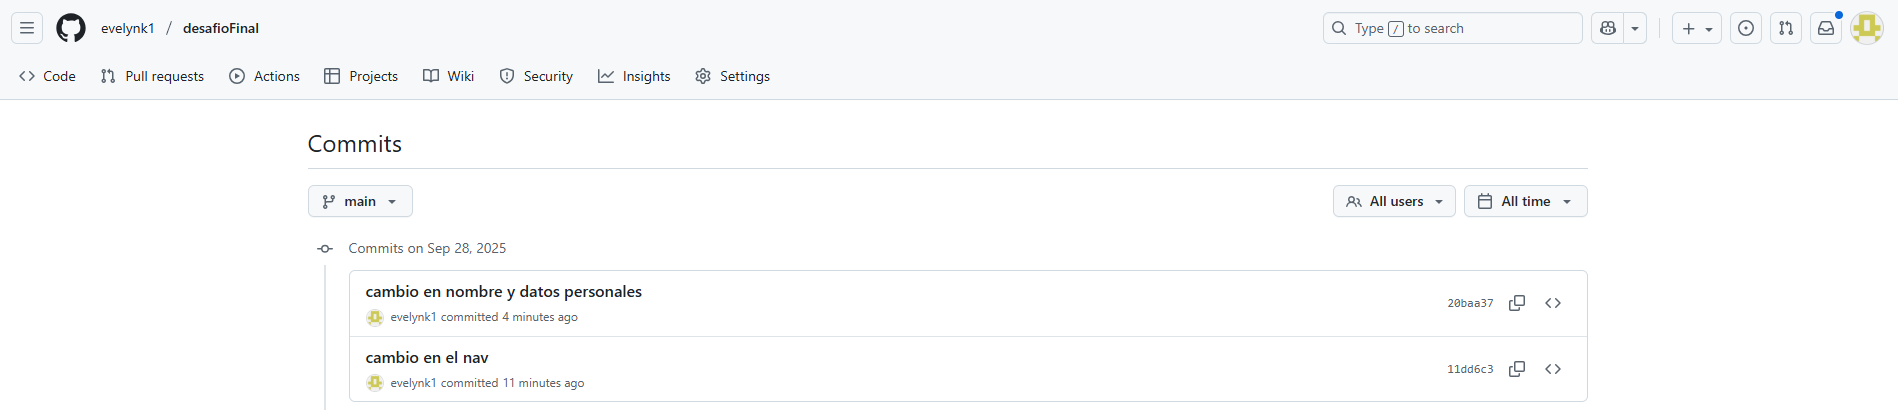 evelynk1 / desafioFinal
Type / to search
Code Pull requests Actions Projects Wiki Security Insights Settings
Commits
main
All users All time
Commits on Sep 28, 2025
cambio en nombre y datos personales
20baa37
evelynk1 committed 4 minutes ago
cambio en el nav
11dd6c3
evelynk1 committed 11 minutes ago